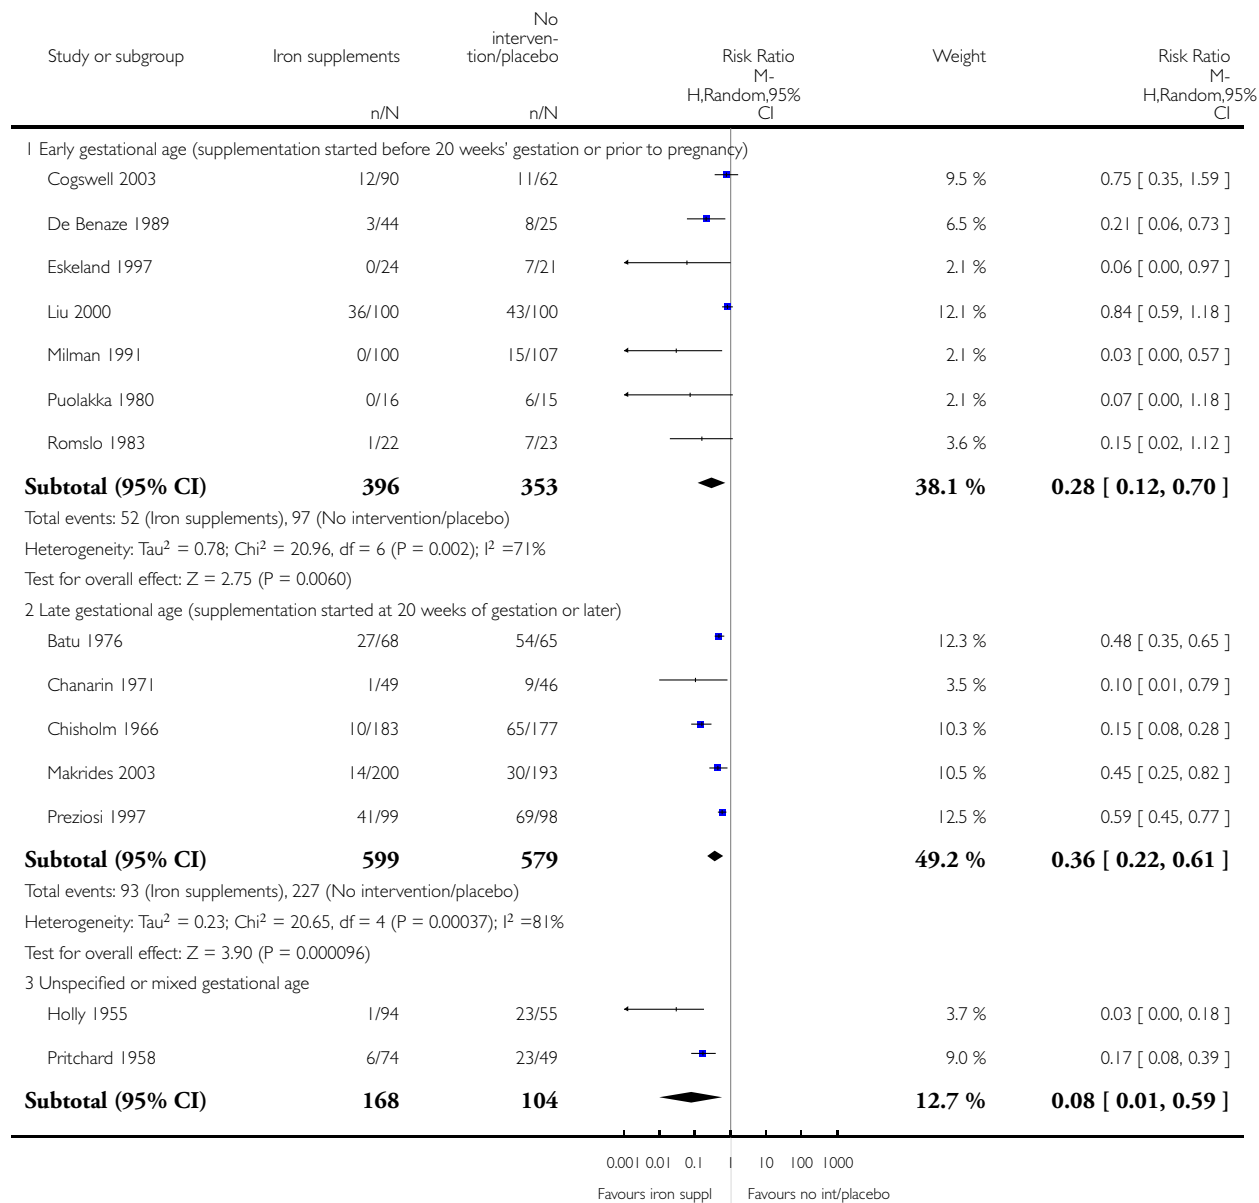 Study or subgroup Iron supplements No interven-tion/placebo Risk Ratio Weight Risk Ratio
M-H,Random,95% CI M-H,Random,95% CI
n/N n/N
1 Early gestational age (supplementation started before 20 weeks’ gestation or prior to pregnancy)
Cogswell 2003 12/90 11/62 9.5 % 0.75 [ 0.35, 1.59 ]
De Benaze 1989 3/44 8/25 6.5 % 0.21 [ 0.06, 0.73 ]
Eskeland 1997 0/24 7/21 2.1 % 0.06 [ 0.00, 0.97 ]
Liu 2000 36/100 43/100 12.1 % 0.84 [ 0.59, 1.18 ]
Milman 1991 0/100 15/107 2.1 % 0.03 [ 0.00, 0.57 ]
Puolakka 1980 0/16 6/15 2.1 % 0.07 [ 0.00, 1.18 ]
Romslo 1983 1/22 7/23 3.6 % 0.15 [ 0.02, 1.12 ]
Subtotal (95% CI) 396 353 38.1 % 0.28 [ 0.12, 0.70 ]
Total events: 52 (Iron supplements), 97 (No intervention/placebo)
Heterogeneity: Tau² = 0.78; Chi² = 20.96, df = 6 (P = 0.002); I² =71%
Test for overall effect: Z = 2.75 (P = 0.0060)
2 Late gestational age (supplementation started at 20 weeks of gestation or later)
Batu 1976 27/68 54/65 12.3 % 0.48 [ 0.35, 0.65 ]
Chanarin 1971 1/49 9/46 3.5 % 0.10 [ 0.01, 0.79 ]
Chisholm 1966 10/183 65/177 10.3 % 0.15 [ 0.08, 0.28 ]
Makrides 2003 14/200 30/193 10.5 % 0.45 [ 0.25, 0.82 ]
Preziosi 1997 41/99 69/98 12.5 % 0.59 [ 0.45, 0.77 ]
Subtotal (95% CI) 599 579 49.2 % 0.36 [ 0.22, 0.61 ]
Total events: 93 (Iron supplements), 227 (No intervention/placebo)
Heterogeneity: Tau² = 0.23; Chi² = 20.65, df = 4 (P = 0.00037); I² =81%
Test for overall effect: Z = 3.90 (P = 0.000096)
3 Unspecified or mixed gestational age
Holly 1955 1/94 23/55 3.7 % 0.03 [ 0.00, 0.18 ]
Pritchard 1958 6/74 23/49 9.0 % 0.17 [ 0.08, 0.39 ]
Subtotal (95% CI) 168 104 12.7 % 0.08 [ 0.01, 0.59 ]
0.001 0.01 0.1 1 10 100 1000
Favours iron suppl Favours no int/placebo